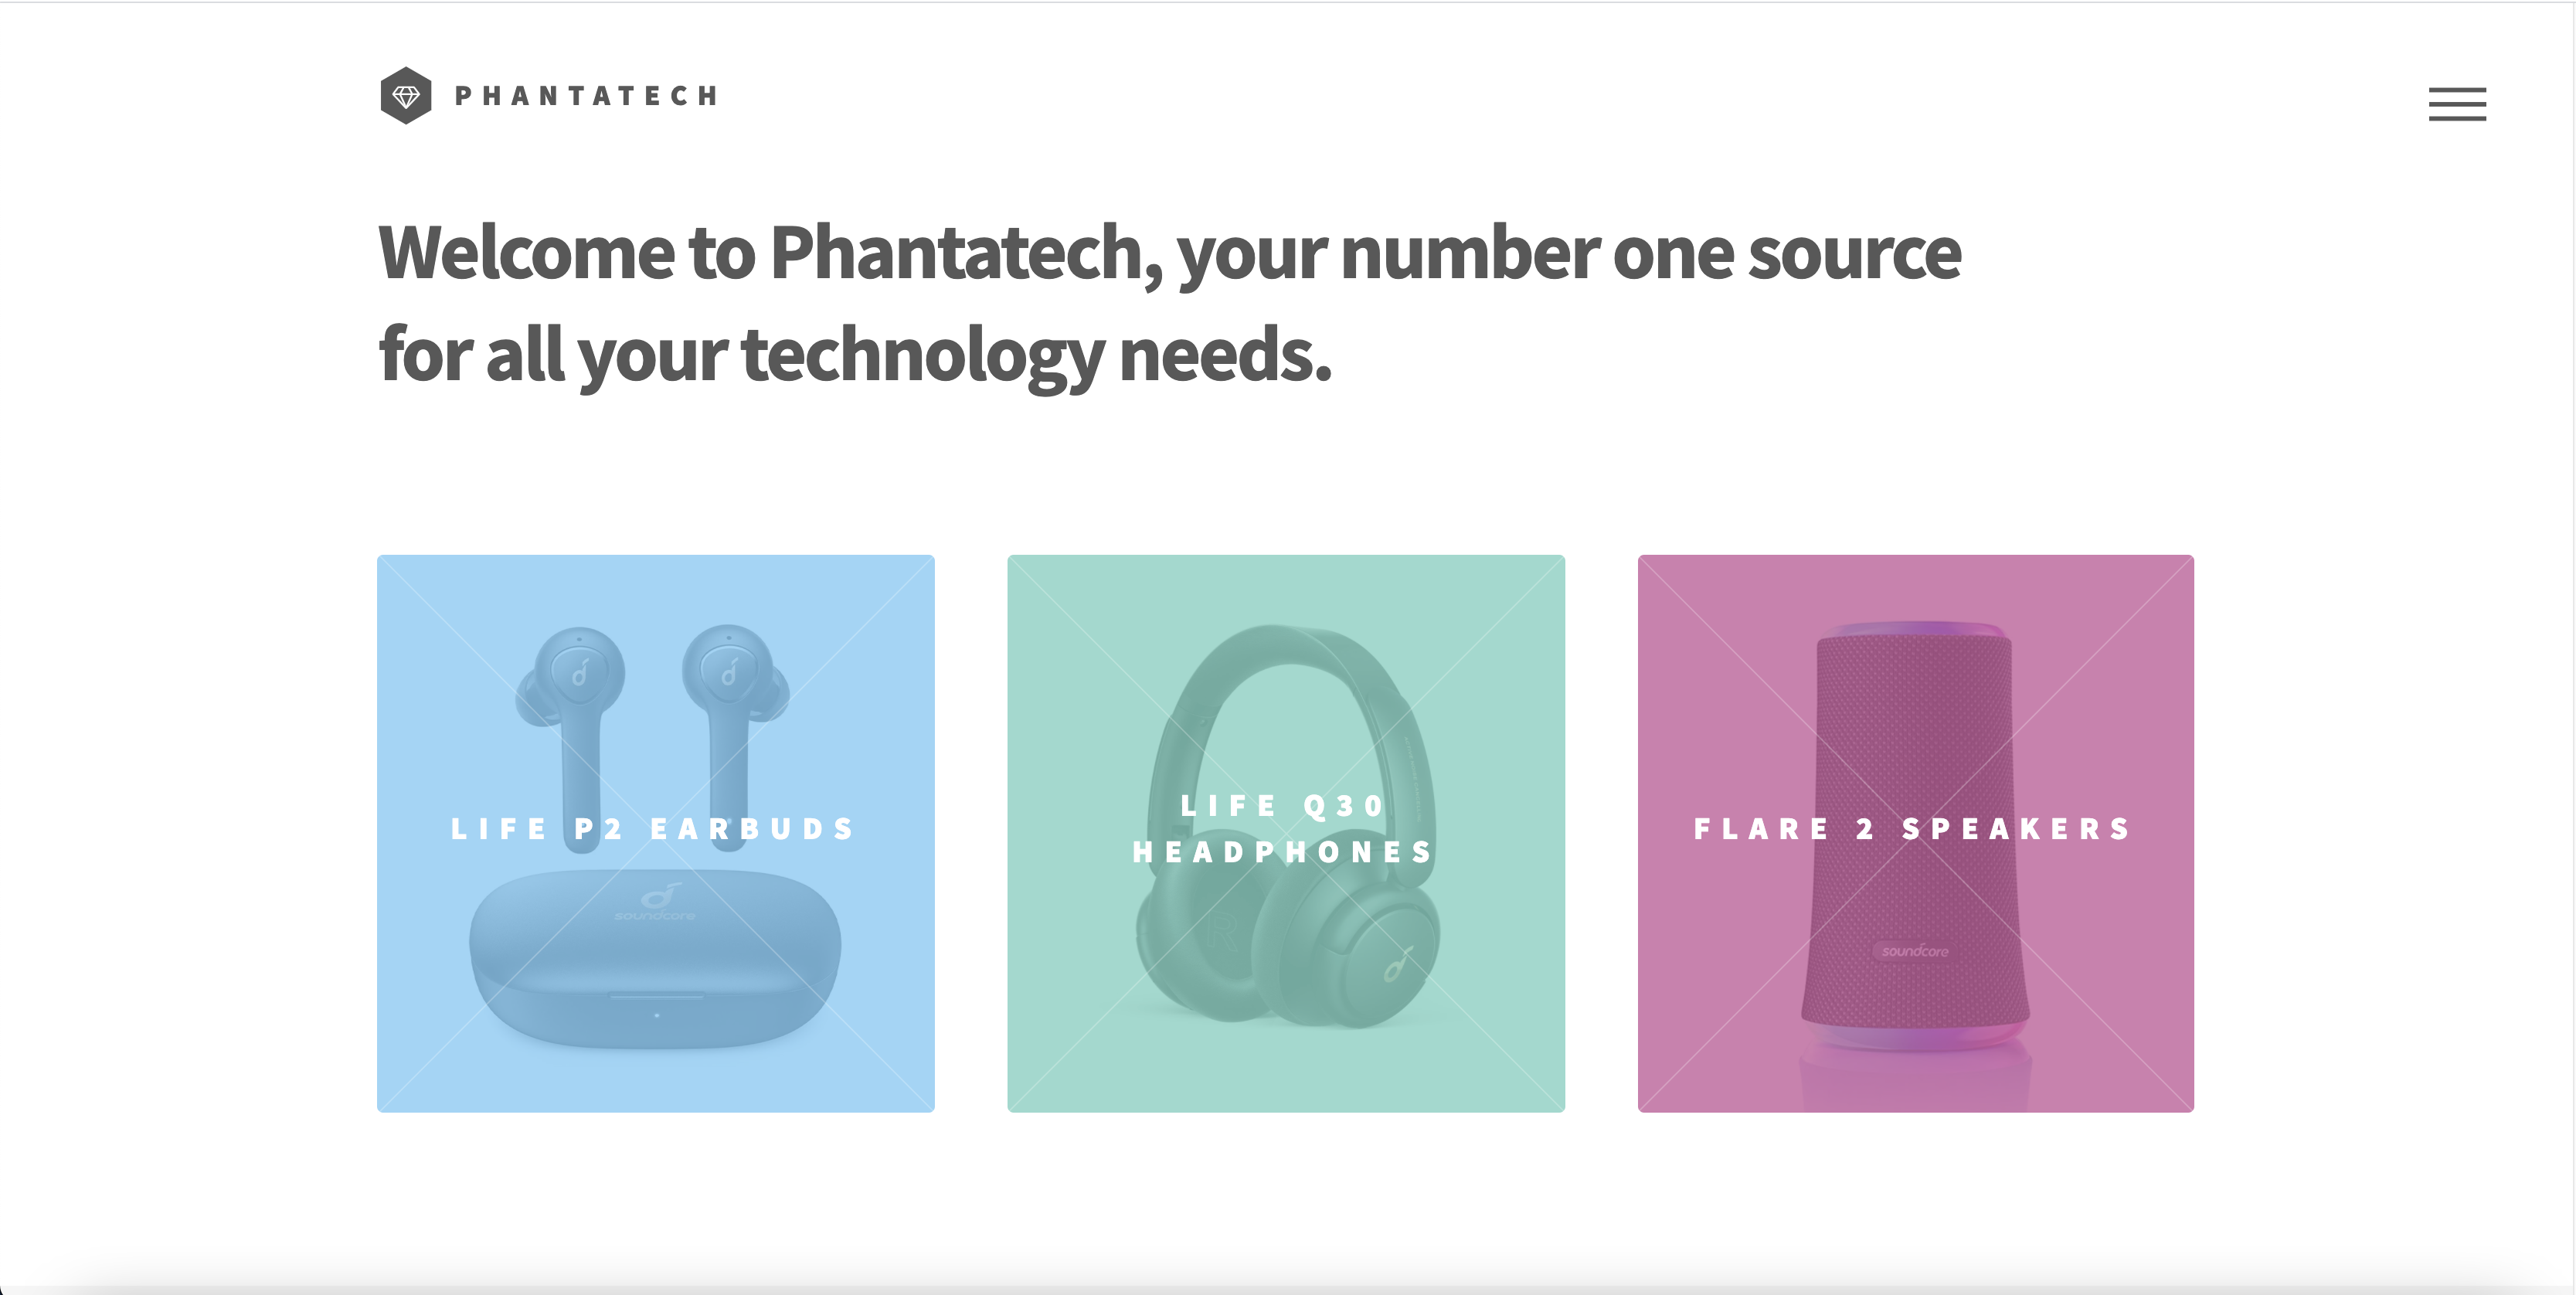 PHANTATECH
Welcome to Phantatech, your number one source
for all your technology needs.
LIFE P2 EARBUDS
soundcore
LIFE Q30
HEADPHONES
R
FLARE 2 SPEAKERS
soundcore